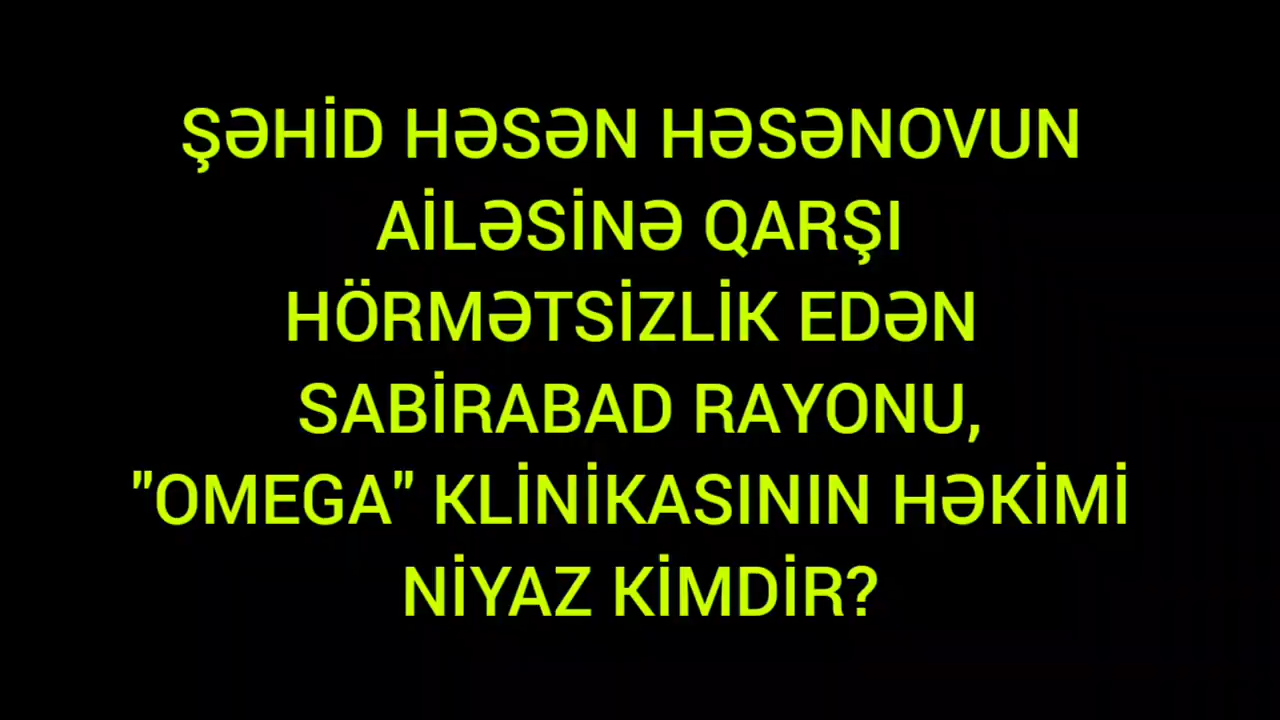 ŞƏHİD HƏSƏN HƏSƏNOVUN
AİLƏSİNƏ QARŞI
HÖRMƏTSİZLİK EDƏN
SABİRABAD RAYONU,
"OMEGA" KLİNİKASININ HƏKİMİ
NİYAZ KİMDİR?